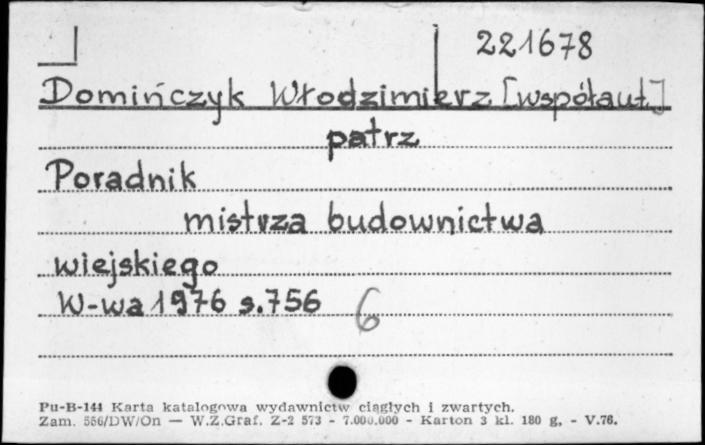 221678
Domińczyk Włodzimierz [współaut.]
patrz
Poradnik
mistrza budownictwa
wiejskiego
W-wa 1976 s.756
6
Pu-B-144 Karta katalogowa wydawnictw ciągłych i zwartych.
Zam. 556/DW/On — W.Z.Graf. Z-2 573 - 7.000.000 - Karton 3 kl. 180 g. - V.76.